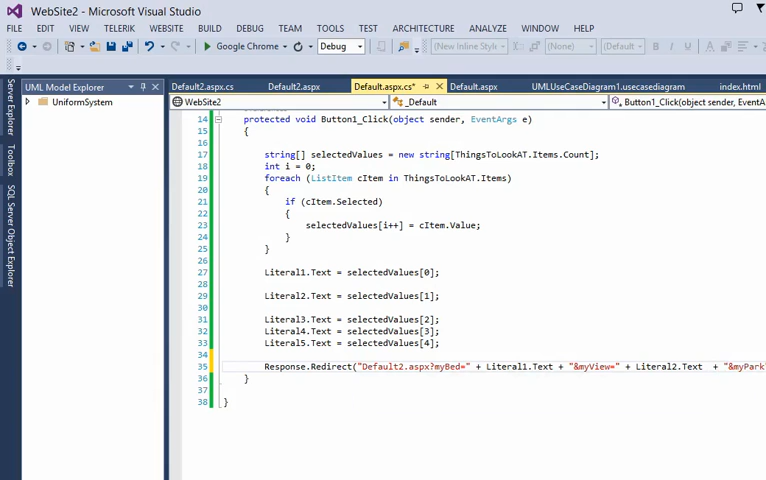 WebSite2 - Microsoft Visual Studio
FILE EDIT VIEW TELERIK WEBSITE BUILD DEBUG TEAM TOOLS TEST ARCHITECTURE ANALYZE WINDOW HELP
Google Chrome Debug (New Inline Style) (None) (Default) B I U A
UML Model Explorer Default2.aspx.cs Default2.aspx Default.aspx.cs* Default.aspx UMLUseCaseDiagram1.usecasediagram index.html
UniformSystem WebSite2 _Default Button1_Click(object sender, EventA
Server Explorer
Toolbox
SQL Server Object Explorer
14 protected void Button1_Click(object sender, EventArgs e)
15 {
16
17 string[] selectedValues = new string[ThingsToLookAT.Items.Count];
18 int i = 0;
19 foreach (ListItem cItem in ThingsToLookAT.Items)
20 {
21 if (cItem.Selected)
22 {
23 selectedValues[i++] = cItem.Value;
24 }
25 }
26
27 Literal1.Text = selectedValues[0];
28
29 Literal2.Text = selectedValues[1];
30
31 Literal3.Text = selectedValues[2];
32 Literal4.Text = selectedValues[3];
33 Literal5.Text = selectedValues[4];
34
35 Response.Redirect("Default2.aspx?myBed=" + Literal1.Text + "&myView=" + Literal2.Text + "&myPark
36 }
37
38 }